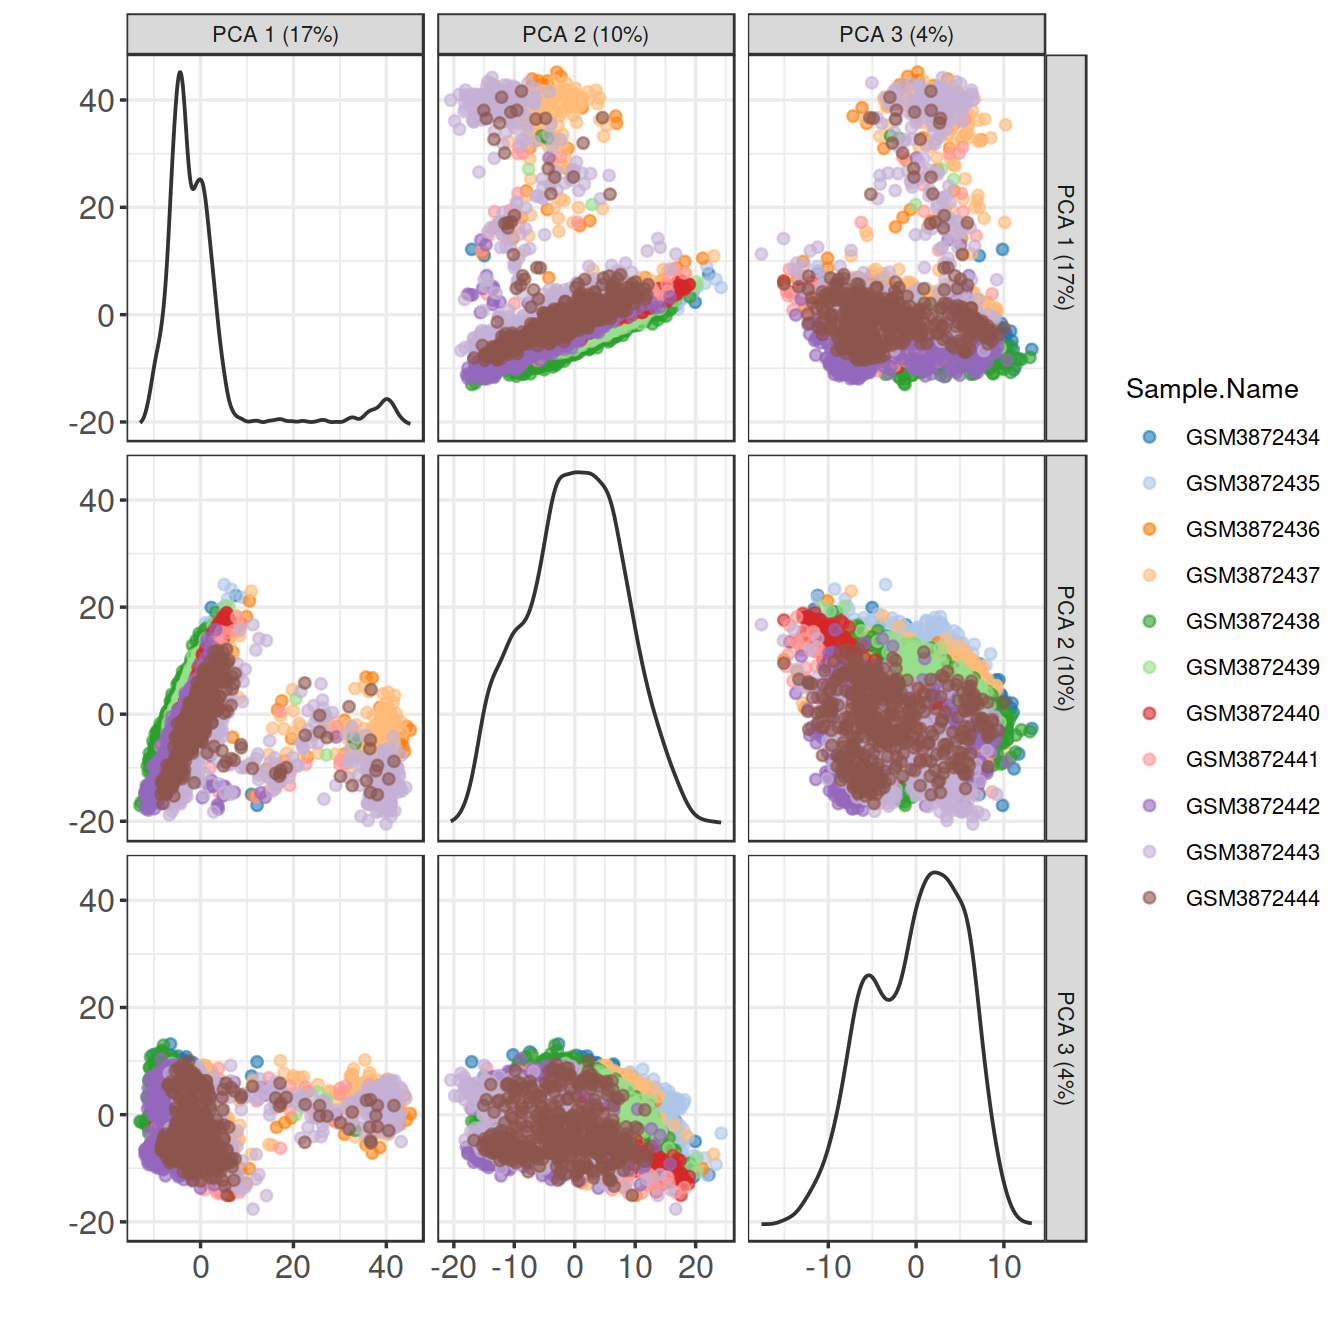 PCA 1 (17%) PCA 2 (10%) PCA 3 (4%)
40
20
0
-20
PCA 1 (17%)
40
20
0
-20
PCA 2 (10%)
40
20
0
-20
PCA 3 (4%)
0 20 40 -20 -10 0 10 20 -10 0 10
Sample.Name
GSM3872434
GSM3872435
GSM3872436
GSM3872437
GSM3872438
GSM3872439
GSM3872440
GSM3872441
GSM3872442
GSM3872443
GSM3872444